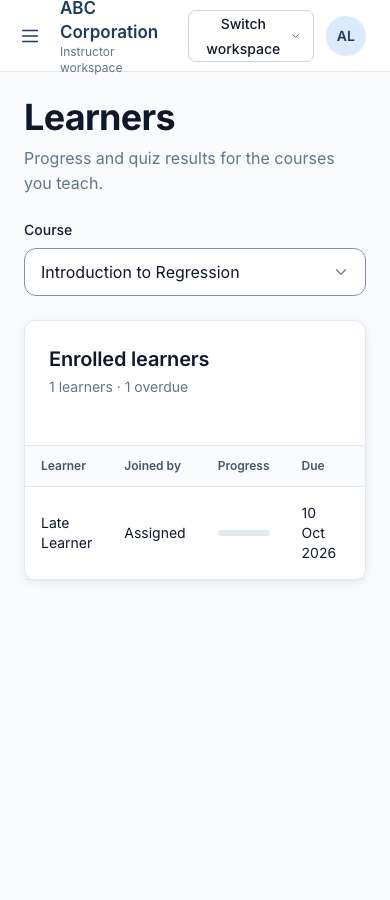 ABC
Corporation
Instructor
workspace
Switch
workspace
AL
Learners
Progress and quiz results for the courses
you teach.
Course
Introduction to Regression
Enrolled learners
1 learners · 1 overdue
Learner Joined by Progress Due
Late
Learner
Assigned
10
Oct
2026